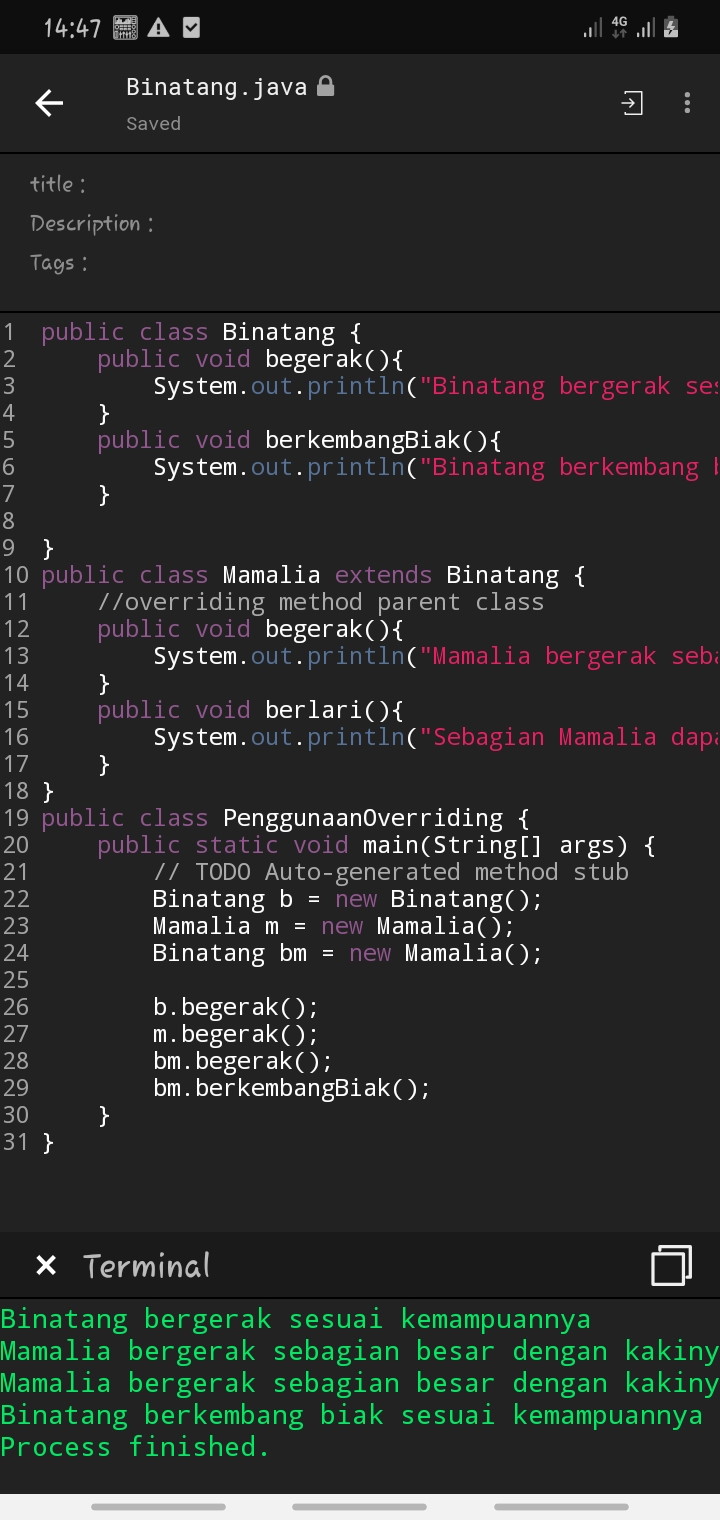 14:47
4G
Binatang.java
Saved
title :
Description :
Tags :
1 public class Binatang {
2     public void begerak(){
3         System.out.println("Binatang bergerak ses
4     }
5     public void berkembangBiak(){
6         System.out.println("Binatang berkembang b
7     }
8
9 }
10 public class Mamalia extends Binatang {
11     //overriding method parent class
12     public void begerak(){
13         System.out.println("Mamalia bergerak seba
14     }
15     public void berlari(){
16         System.out.println("Sebagian Mamalia dapa
17     }
18 }
19 public class PenggunaanOverriding {
20     public static void main(String[] args) {
21         // TODO Auto-generated method stub
22         Binatang b = new Binatang();
23         Mamalia m = new Mamalia();
24         Binatang bm = new Mamalia();
25
26         b.begerak();
27         m.begerak();
28         bm.begerak();
29         bm.berkembangBiak();
30     }
31 }
Terminal
Binatang bergerak sesuai kemampuannya
Mamalia bergerak sebagian besar dengan kakiny
Mamalia bergerak sebagian besar dengan kakiny
Binatang berkembang biak sesuai kemampuannya
Process finished.